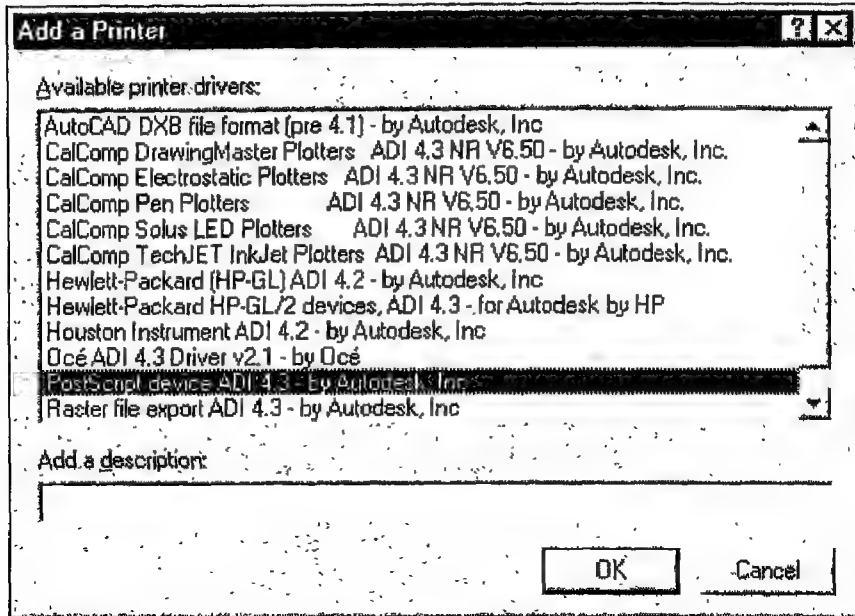 Add a Printer
Available printer drivers:
AutoCAD DXB file format (pre 4.1) - by Autodesk, Inc
CalComp DrawingMaster Plotters ADI 4.3 NR V6.50 - by Autodesk, Inc.
CalComp Electrostatic Plotters ADI 4.3 NR V6.50 - by Autodesk, Inc.
CalComp Pen Plotters ADI 4.3 NR V6.50 - by Autodesk, Inc.
CalComp Solus LED Plotters ADI 4.3 NR V6.50 - by Autodesk, Inc.
CalComp TechJET InkJet Plotters ADI 4.3 NR V6.50 - by Autodesk, Inc.
Hewlett-Packard (HP-GL) ADI 4.2 - by Autodesk, Inc
Hewlett-Packard HP-GL/2 devices, ADI 4.3 - for Autodesk by HP
Houston Instrument ADI 4.2 - by Autodesk, Inc
Océ ADI 4.3 Driver v2.1 - by Océ
PostScript device ADI 4.3 - by Autodesk, Inc
Raster file export ADI 4.3 - by Autodesk, Inc
Add a description:
OK Cancel